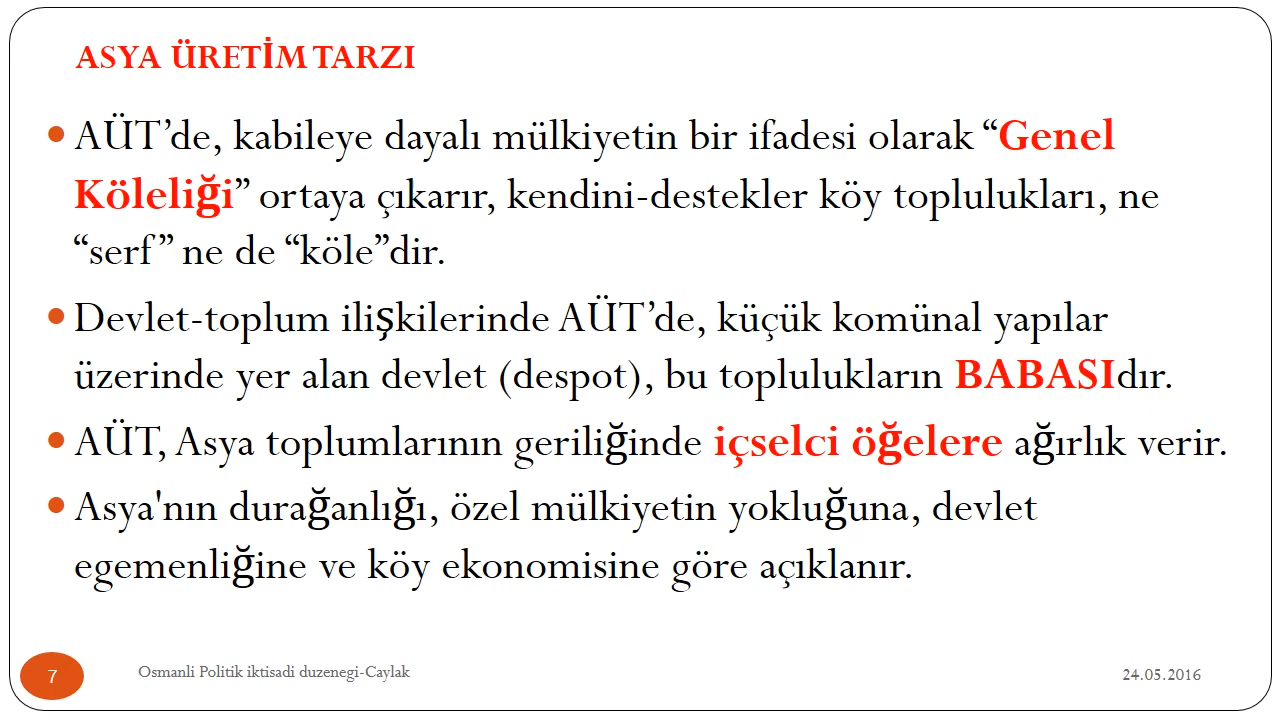 ASYA ÜRETİM TARZI
AÜT’de, kabileye dayalı mülkiyetin bir ifadesi olarak “Genel
Köleliği” ortaya çıkarır, kendini-destekler köy toplulukları, ne
“serf” ne de “köle”dir.
Devlet-toplum ilişkilerinde AÜT’de, küçük komünal yapılar
üzerinde yer alan devlet (despot), bu toplulukların BABASIdır.
AÜT, Asya toplumlarının geriliğinde içselci öğelere ağırlık verir.
Asya'nın durağanlığı, özel mülkiyetin yokluğuna, devlet
egemenliğine ve köy ekonomisine göre açıklanır.
7
Osmanli Politik iktisadi duzenegi-Caylak
24.05.2016